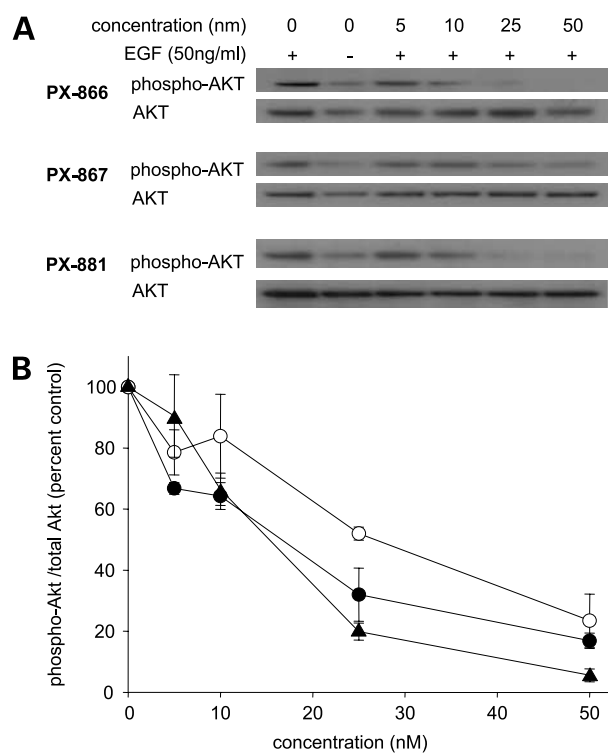 A
concentration (nm) 0 0 5 10 25 50
EGF (50ng/ml) + - + + + +
PX-866 phospho-AKT
AKT
PX-867 phospho-AKT
AKT
PX-881 phospho-AKT
AKT
B
phospho-Akt /total Akt (percent control)
100
80
60
40
20
0
0 10 20 30 40 50
concentration (nM)